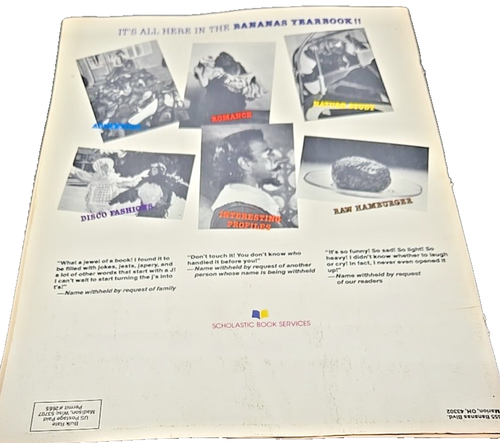 IT'S ALL HERE IN THE BANANAS YEARBOOK!!
ROMANCE
NATURE STUDY
DISCO FASHIONS
INTERESTING
PROFILES
RAW HAMBURGER
"What a jewel of a book! I found it to
be filled with jokes, jests, japery, and
a lot of other words that start with a J!
I can't wait to start turning the j's into
t's!"
—Name withheld by request of family
"Don't touch it! You don't know who
handled it before you!"
—Name withheld by request of another
person whose name is being withheld
"It's so funny! So sad! So light! So
heavy! I didn't know whether to laugh
or cry! In fact, I never even opened it
up!"
—Name withheld by request
of our readers
SCHOLASTIC BOOK SERVICES
Bulk Rate
US Postage Paid
Madison, Wisc 53707
Permit #2665
Bananas Blvd.
Marion, OH. 43302